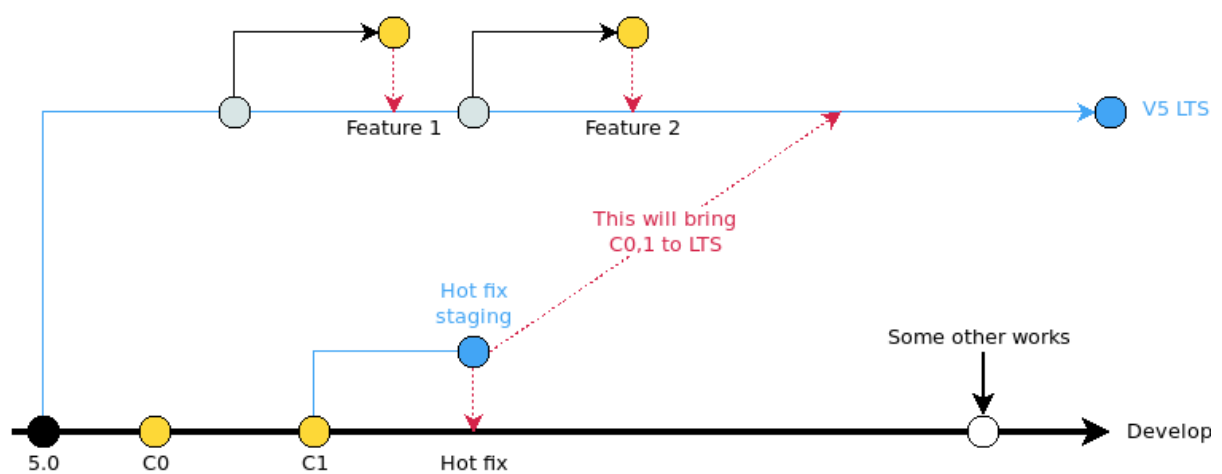 V5 LTS
Feature 1
Feature 2
This will bring
C0,1 to LTS
Hot fix
staging
Some other works
Develop
5.0
C0
C1
Hot fix